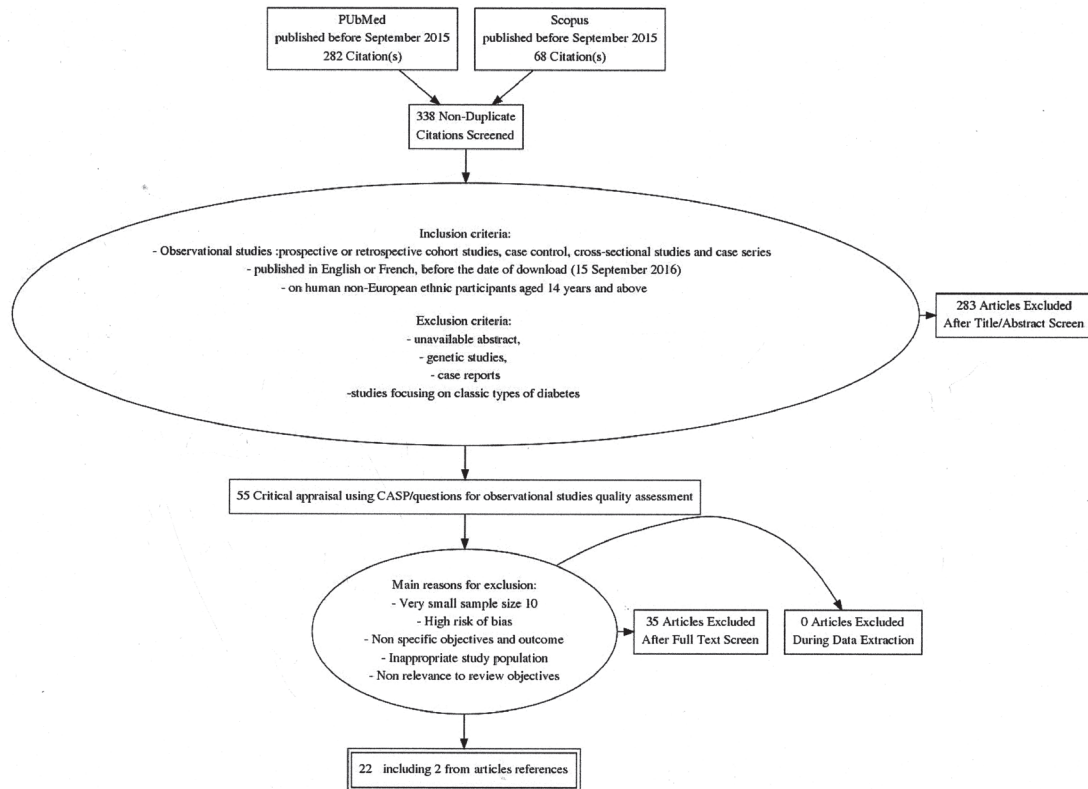 PUbMed
published before September 2015
282 Citation(s)
Scopus
published before September 2015
68 Citation(s)
338 Non-Duplicate
Citations Screened
Inclusion criteria:
- Observational studies :prospective or retrospective cohort studies, case control, cross-sectional studies and case series
- published in English or French, before the date of download (15 September 2016)
- on human non-European ethnic participants aged 14 years and above
Exclusion criteria:
- unavailable abstract,
- genetic studies,
- case reports
-studies focusing on classic types of diabetes
283 Articles Excluded
After Title/Abstract Screen
55 Critical appraisal using CASP/questions for observational studies quality assessment
Main reasons for exclusion:
- Very small sample size 10
- High risk of bias
- Non specific objectives and outcome
- Inappropriate study population
- Non relevance to review objectives
35 Articles Excluded
After Full Text Screen
0 Articles Excluded
During Data Extraction
22 including 2 from articles references